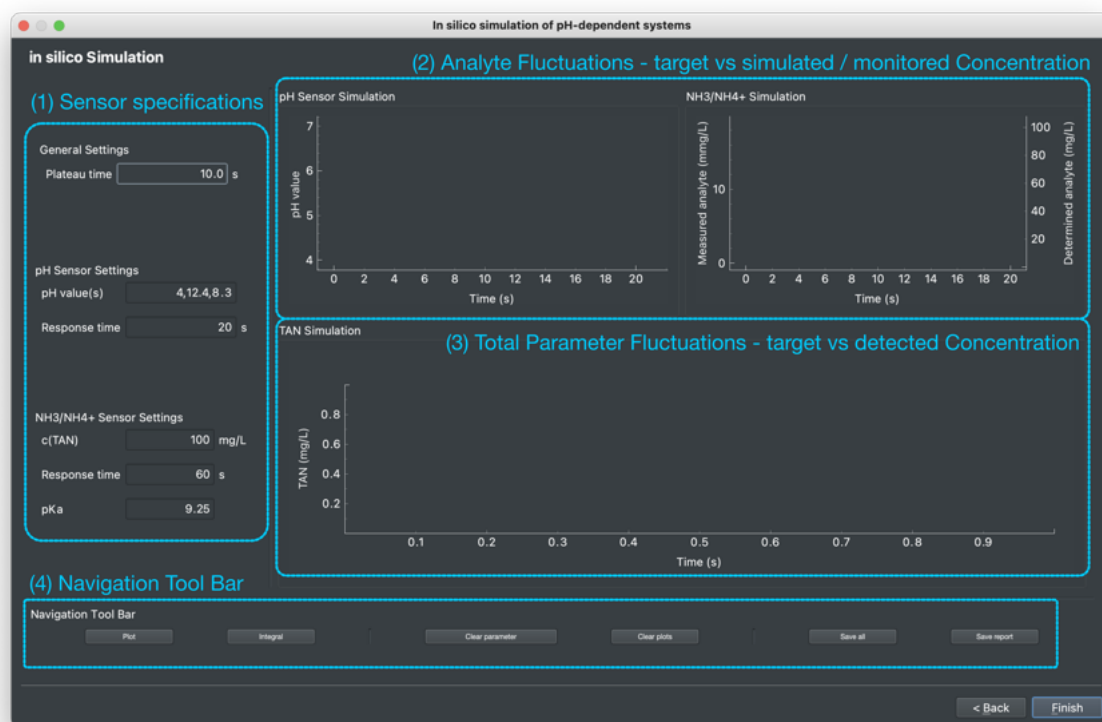 In silico simulation of pH-dependent systems
in silico Simulation
(2) Analyte Fluctuations - target vs simulated / monitored Concentration
(1) Sensor specifications
General Settings
Plateau time 10.0 s
pH Sensor Settings
pH value(s) 4,12.4,8.3
Response time 20 s
NH3/NH4+ Sensor Settings
c(TAN) 100 mg/L
Response time 60 s
pKa 9.25
pH Sensor Simulation
pH value
7
6
5
4
0 2 4 6 8 10 12 14 16 18 20
Time (s)
NH3/NH4+ Simulation
Measured analyte (mmg/L)
10
0
100
80
60
40
20
Determined analyte (mg/L)
0 2 4 6 8 10 12 14 16 18 20
Time (s)
TAN Simulation
(3) Total Parameter Fluctuations - target vs detected Concentration
TAN (mg/L)
0.8
0.6
0.4
0.2
0.1 0.2 0.3 0.4 0.5 0.6 0.7 0.8 0.9
Time (s)
(4) Navigation Tool Bar
Navigation Tool Bar
Plot Integral Clear parameter Clear plots Save all Save report
< Back Finish